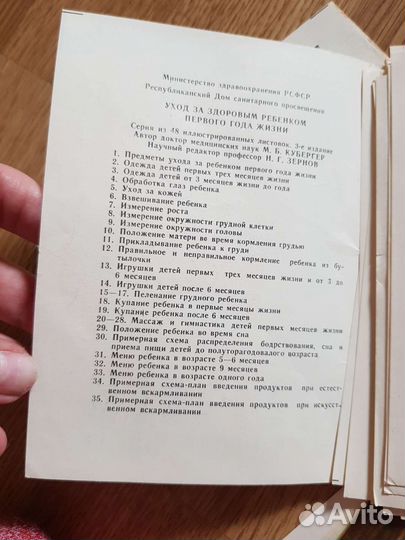 Министерство здравоохранения РСФСР
Республиканский Дом санитарного просвещения
УХОД ЗА ЗДОРОВЫМ РЕБЕНКОМ
ПЕРВОГО ГОДА ЖИЗНИ
Серия из 48 иллюстрированных листовок. 3-е издание
Автор доктор медицинских наук М. Б. КУБЕРГЕР
Научный редактор профессор Н. Г. ЗЕРНОВ
1. Предметы ухода за ребенком первого года жизни
2. Одежда детей первых трех месяцев жизни
3. Одежда детей от 3 месяцев жизни до года
4. Обработка глаз ребенка
5. Уход за кожей
6. Взвешивание ребенка
7. Измерение роста
8. Измерение окружности грудной клетки
9. Измерение окружности головы
10. Положение матери во время кормления грудью
11. Прикладывание ребенка к груди
12. Правильное и неправильное кормление ребенка из бу-
тылочки
13. Игрушки детей первых трех месяцев жизни и от 3 до
6 месяцев
14. Игрушки детей после 6 месяцев
15—17. Пеленание грудного ребенка
18. Купание ребенка в первые месяцы жизни
19. Купание ребенка после 6 месяцев
20—28. Массаж и гимнастика детей первых месяцев жизни
29. Положение ребенка во время сна
30. Примерная схема распределения бодрствования, сна и
приема пищи детей до полуторагодовалого возраста
31. Меню ребенка в возрасте 5—6 месяцев
32. Меню ребенка в возрасте 9 месяцев
33. Меню ребенка в возрасте одного года
34. Примерная схема-план введения продуктов при естест-
венном вскармливании
35. Примерная схема-план введения продуктов при искусст-
венном вскармливании
Avito